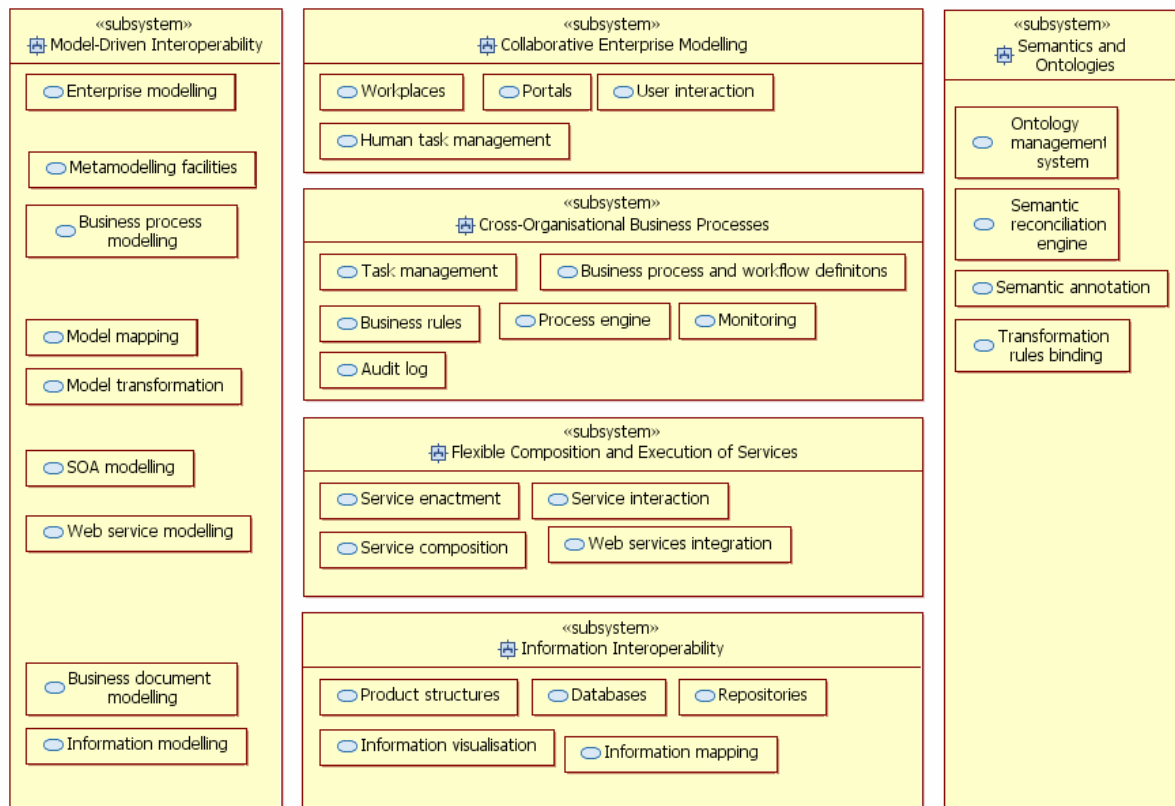 «subsystem»
Model-Driven Interoperability
Enterprise modelling
Metamodelling facilities
Business process
modelling
Model mapping
Model transformation
SOA modelling
Web service modelling
Business document
modelling
Information modelling
«subsystem»
Collaborative Enterprise Modelling
Workplaces
Portals
User interaction
Human task management
«subsystem»
Cross-Organisational Business Processes
Task management
Business process and workflow definitons
Business rules
Process engine
Monitoring
Audit log
«subsystem»
Flexible Composition and Execution of Services
Service enactment
Service interaction
Service composition
Web services integration
«subsystem»
Information Interoperability
Product structures
Databases
Repositories
Information visualisation
Information mapping
«subsystem»
Semantics and
Ontologies
Ontology
management
system
Semantic
reconciliation
engine
Semantic annotation
Transformation
rules binding